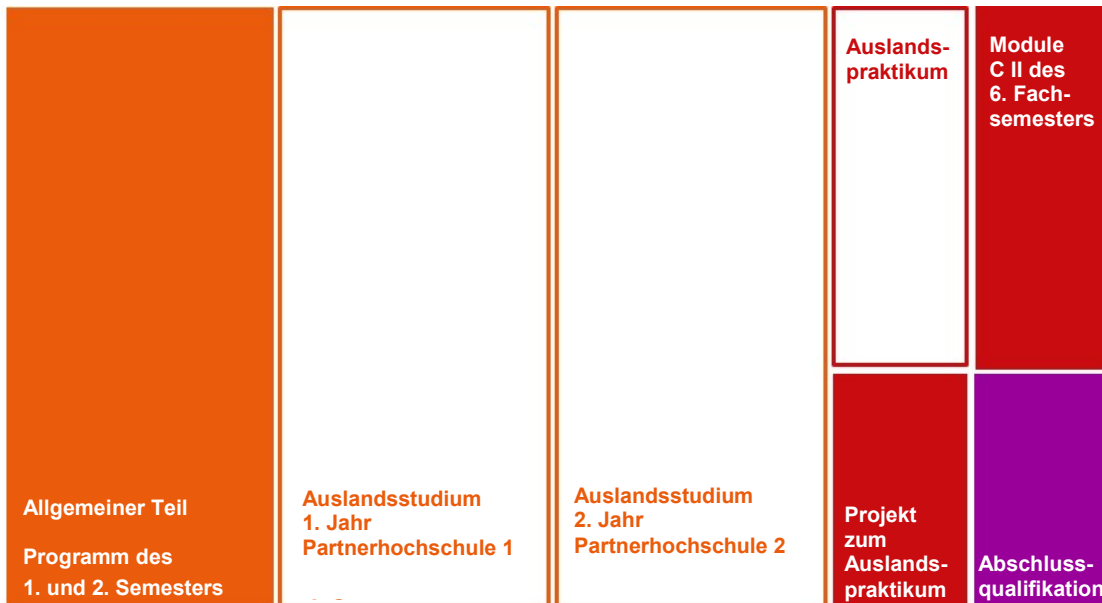 Allgemeiner Teil
Programm des
1. und 2. Semesters
Auslandsstudium
1. Jahr
Partnerhochschule 1
Auslandsstudium
2. Jahr
Partnerhochschule 2
Auslands-
praktikum
Projekt
zum
Auslands-
praktikum
Module
C II des
6. Fach-
semesters
Abschluss-
qualifikation